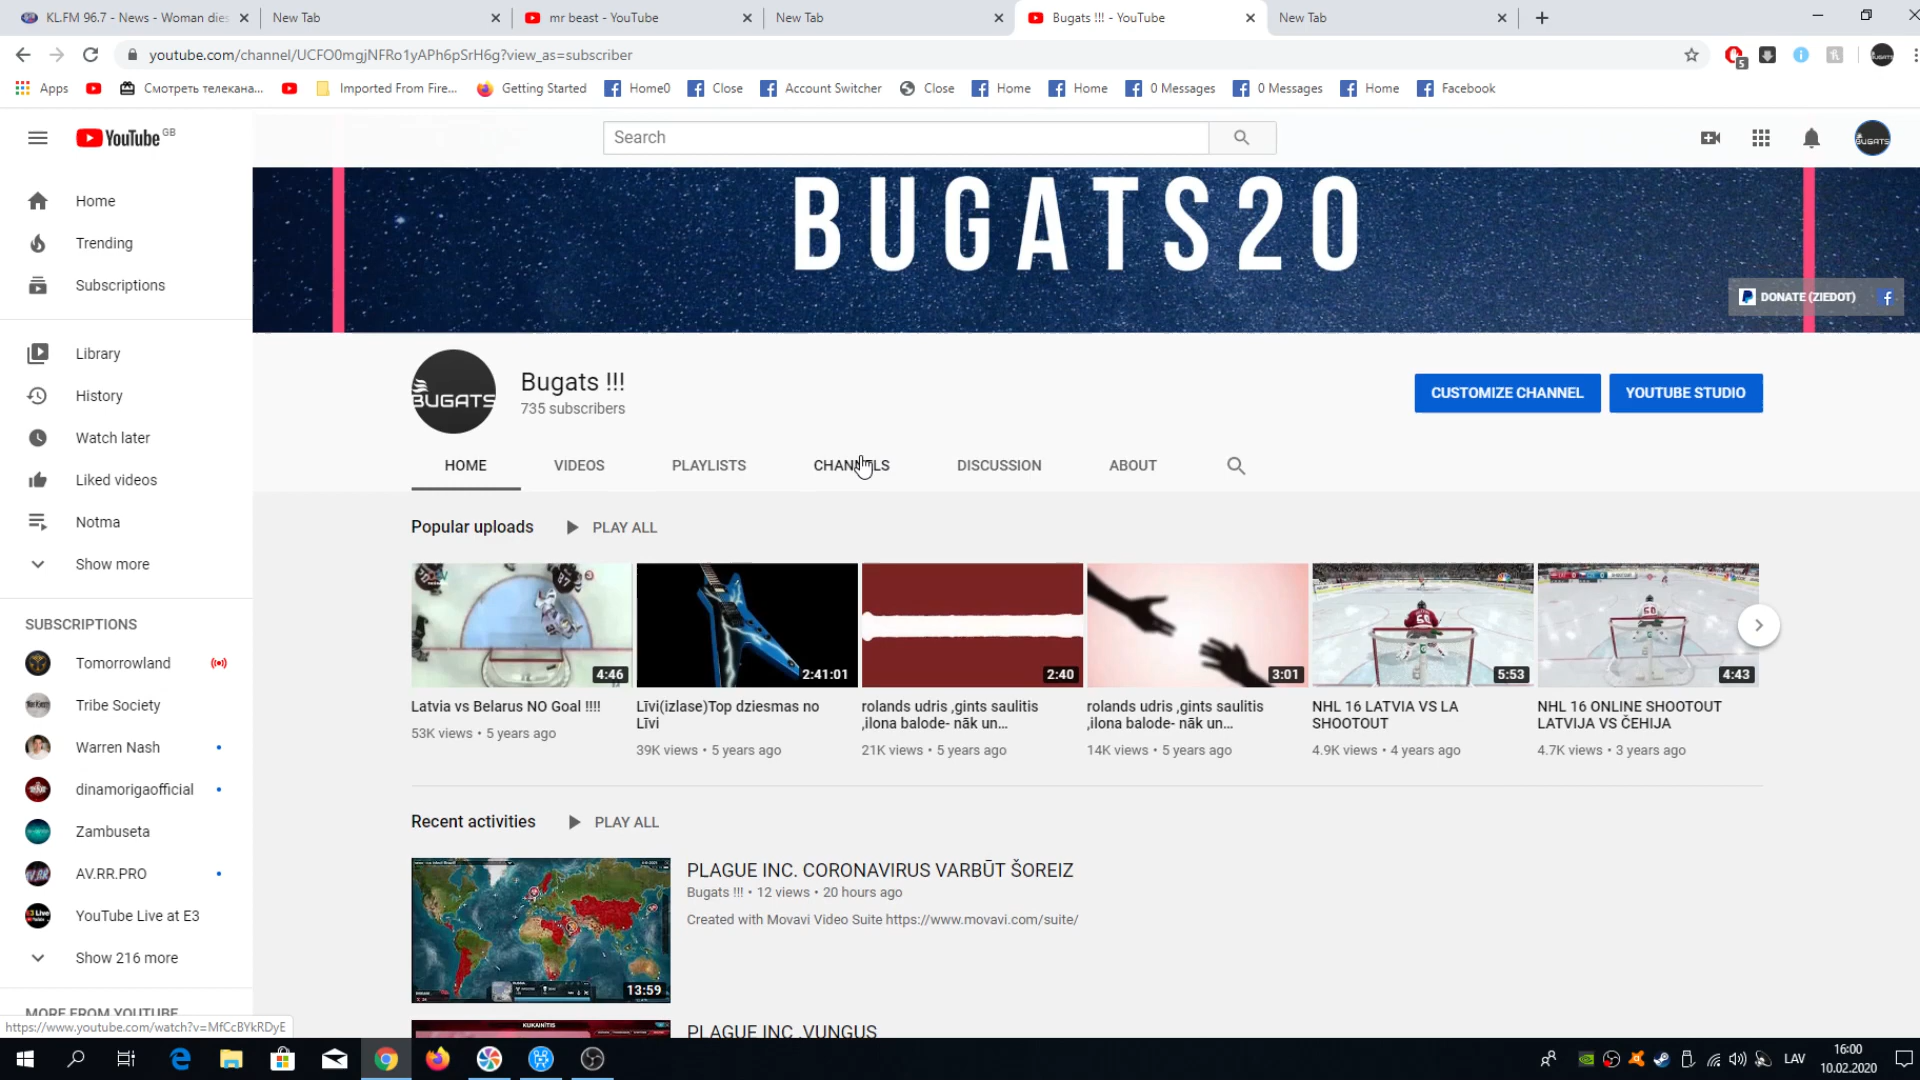 KL.FM 96.7 - News - Woman dies
New Tab
mr beast - YouTube
New Tab
Bugats !!! - YouTube
New Tab
youtube.com/channel/UCFO0mgjNFRo1yAPh6pSrH6g?view_as=subscriber
5
Apps
Смотреть телекана...
Imported From Fire...
Getting Started
Home0
Close
Account Switcher
Close
Home
Home
0 Messages
0 Messages
Home
Facebook
YouTube GB
Search
BUGATS
Home
Trending
Subscriptions
Library
History
Watch later
Liked videos
Notma
Show more
SUBSCRIPTIONS
Tomorrowland
Tribe Society
Warren Nash
dinamorigaofficial
Zambuseta
AV.RR.PRO
YouTube Live at E3
Show 216 more
MORE FROM YOUTUBE
https://www.youtube.com/watch?v=MfCcBYkRDyE
BUGATS20
DONATE (ZIEDOT)
BUGATS
Bugats !!!
735 subscribers
CUSTOMIZE CHANNEL
YOUTUBE STUDIO
HOME
VIDEOS
PLAYLISTS
CHANNELS
DISCUSSION
ABOUT
Popular uploads
PLAY ALL
4:46
2:41:01
2:40
3:01
5:53
4:43
Latvia vs Belarus NO Goal !!!!
53K views • 5 years ago
Līvi(izlase)Top dziesmas no
Līvi
39K views • 5 years ago
rolands udris ,gints saulitis
,ilona balode- nāk un...
21K views • 5 years ago
rolands udris ,gints saulitis
,ilona balode- nāk un...
14K views • 5 years ago
NHL 16 LATVIA VS LA
SHOOTOUT
4.9K views • 4 years ago
NHL 16 ONLINE SHOOTOUT
LATVIJA VS ČEHIJA
4.7K views • 3 years ago
Recent activities
PLAY ALL
13:59
PLAGUE INC. CORONAVIRUS VARBŪT ŠOREIZ
Bugats !!! • 12 views • 20 hours ago
Created with Movavi Video Suite https://www.movavi.com/suite/
KUKAINĪTIS
PLAGUE INC .VUNGUS
LAV
16:00
10.02.2020